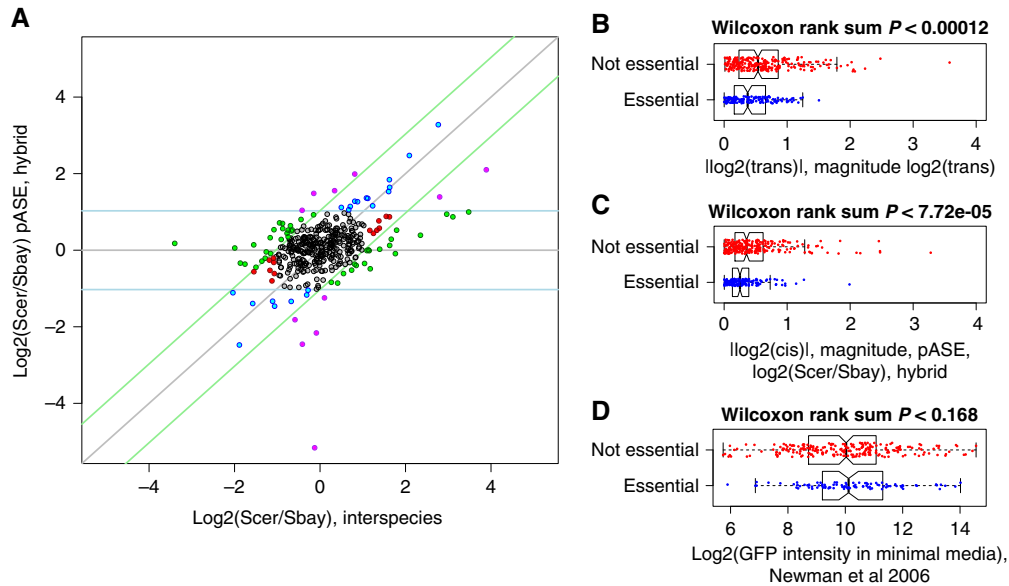 A
Log2(Scer/Sbay) pASE, hybrid
4
2
0
−2
−4
−4 −2 0 2 4
Log2(Scer/Sbay), interspecies
B
Wilcoxon rank sum P < 0.00012
Not essential
Essential
0 1 2 3 4
|log2(trans)|, magnitude log2(trans)
C
Wilcoxon rank sum P < 7.72e-05
Not essential
Essential
0 1 2 3 4
|log2(cis)|, magnitude, pASE,
log2(Scer/Sbay), hybrid
D
Wilcoxon rank sum P < 0.168
Not essential
Essential
6 8 10 12 14
Log2(GFP intensity in minimal media),
Newman et al 2006